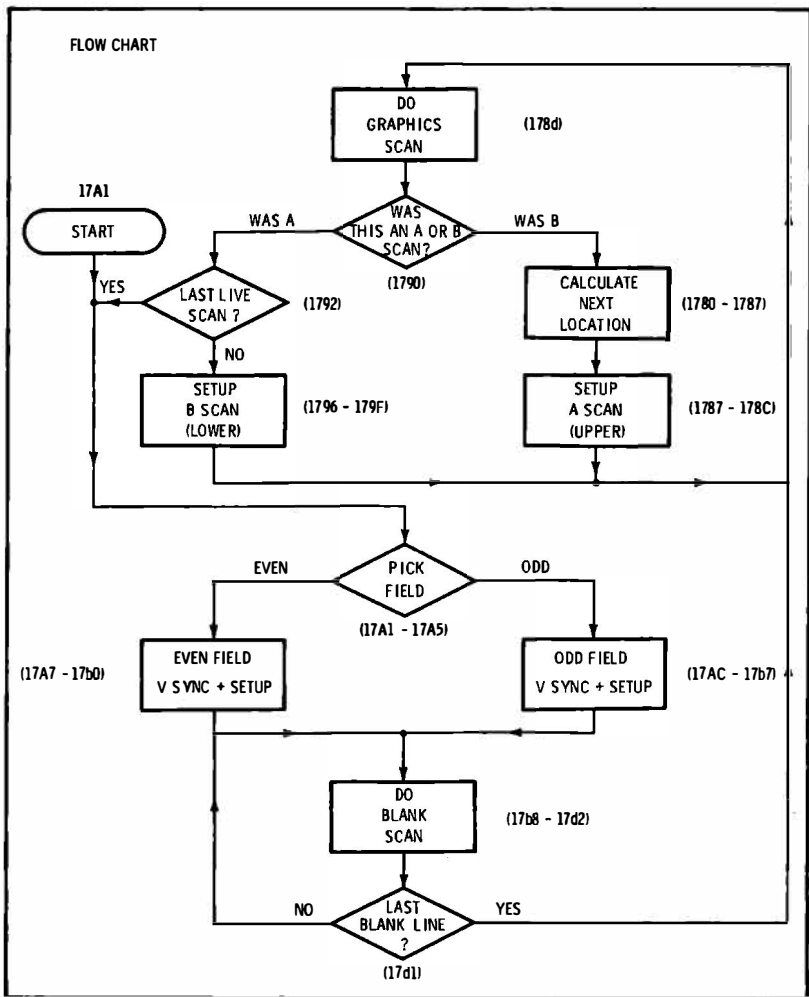 FLOW CHART
DO
GRAPHICS
SCAN
(178d)
17A1
START
WAS A
WAS
THIS AN A OR B
SCAN?
WAS B
(1790)
YES
LAST LIVE
SCAN ?
(1792)
CALCULATE
NEXT
LOCATION
(1780 - 1787)
NO
SETUP
B SCAN
(LOWER)
(1796 - 179F)
SETUP
A SCAN
(UPPER)
(1787 - 178C)
EVEN
PICK
FIELD
ODD
(17A1 - 17A5)
(17A7 - 17b0)
EVEN FIELD
V SYNC + SETUP
ODD FIELD
V SYNC + SETUP
(17AC - 17b7)
DO
BLANK
SCAN
(17b8 - 17d2)
NO
LAST
BLANK LINE
?
YES
(17d1)